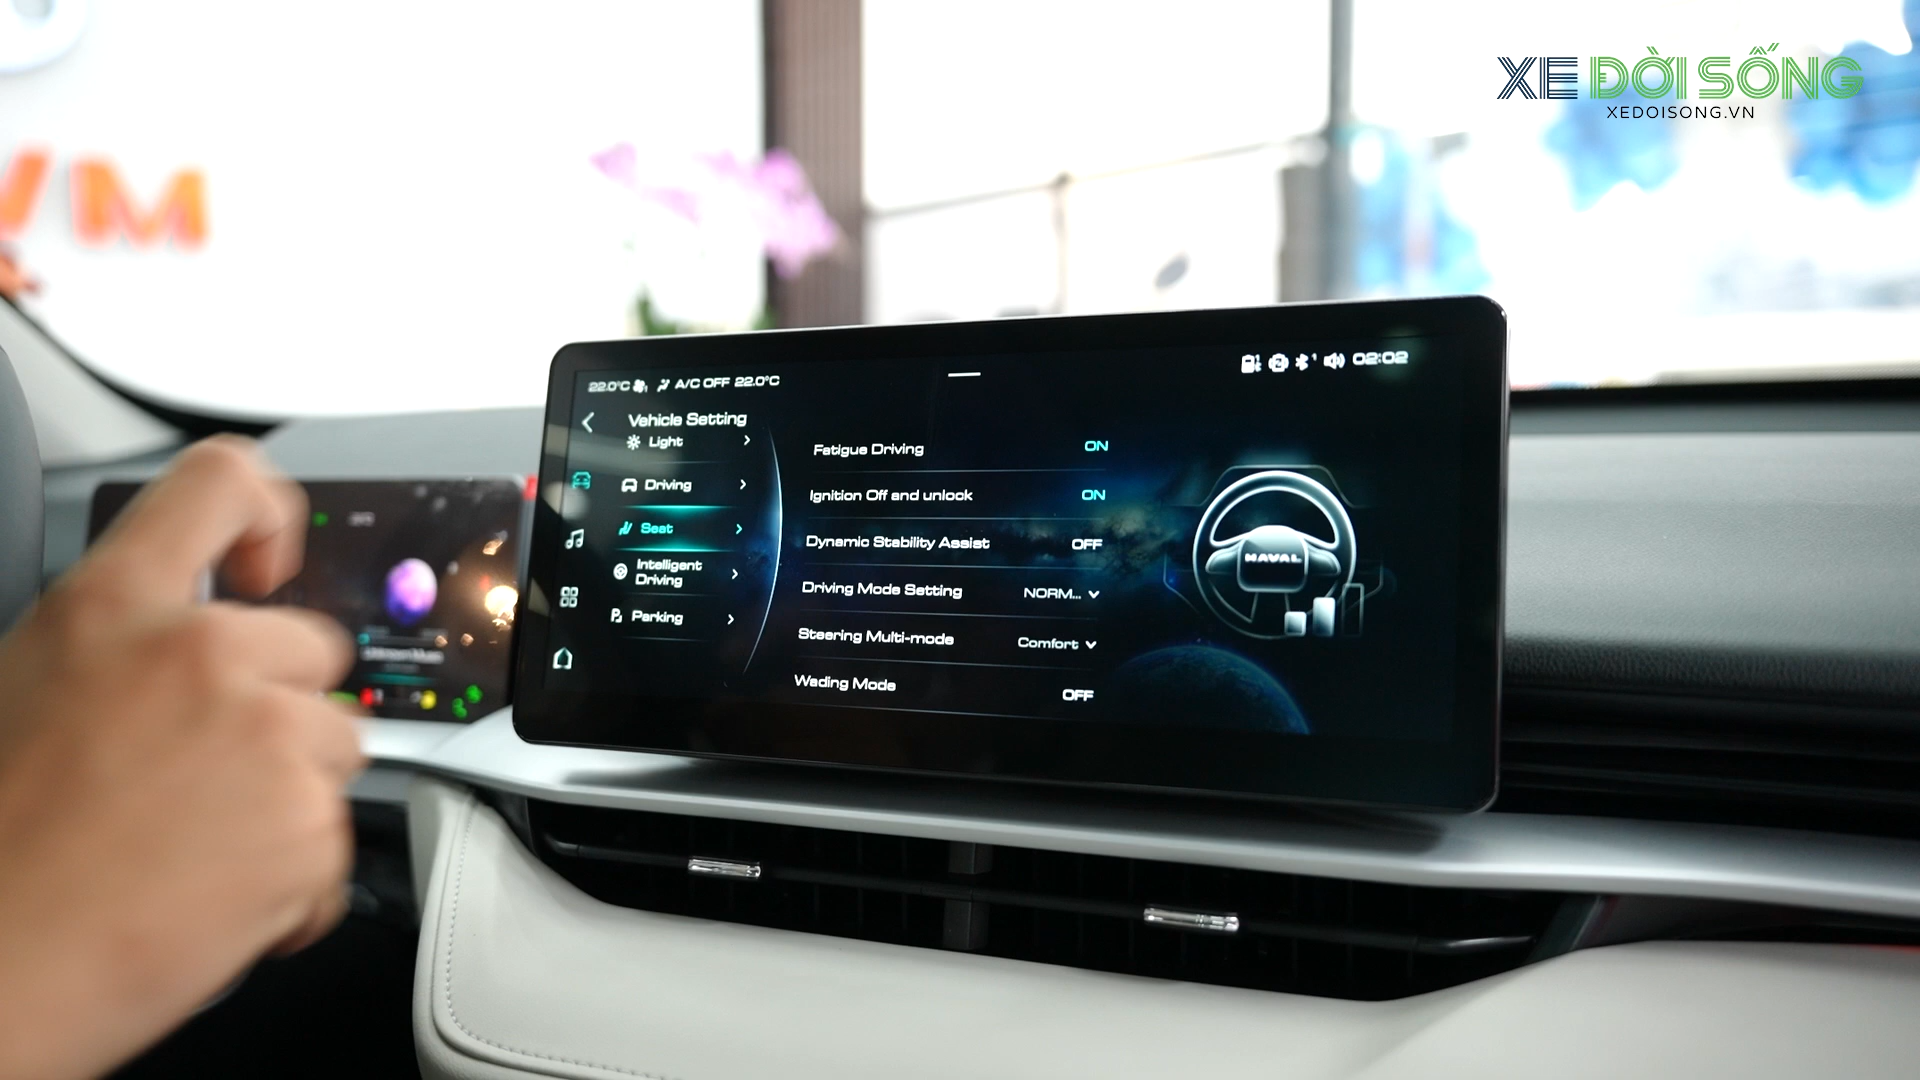 XE ĐỜI SỐNG
XEDOISONG.VN
22.0°C A/C OFF 22.0°C
02:02
Vehicle Setting
Light
Driving
Seat
Intelligent
Driving
Parking
Fatigue Driving ON
Ignition Off and unlock ON
Dynamic Stability Assist OFF
Driving Mode Setting NORM...
Steering Multi-mode Comfort
Wading Mode OFF
HAVAL